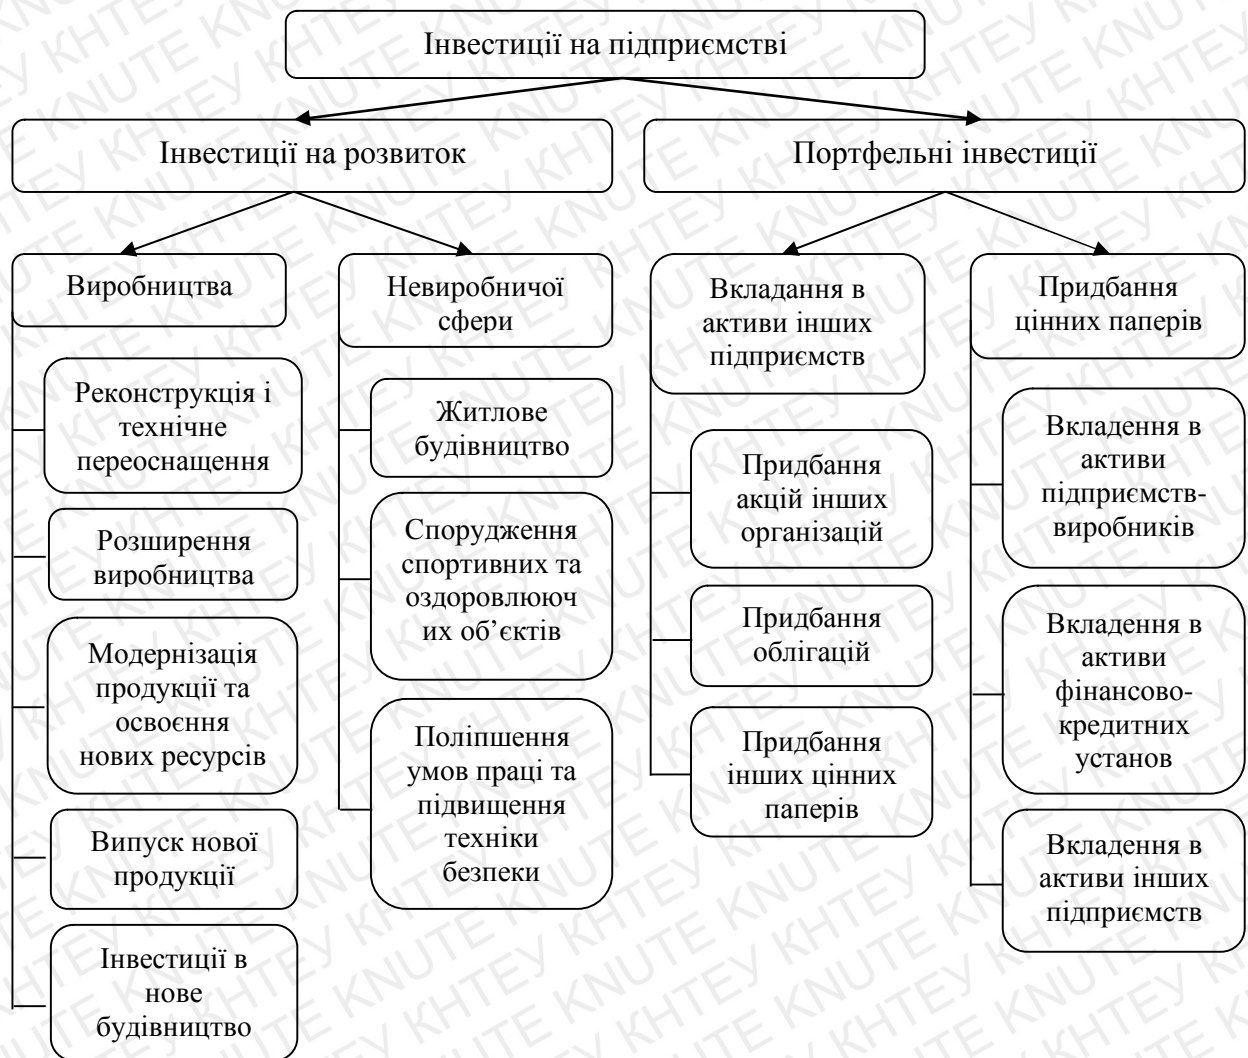 Інвестиції на підприємстві
Інвестиції на розвиток
Портфельні інвестиції
Виробництва
Невиробничої
сфери
Вкладання в
активи інших
підприємств
Придбання
цінних паперів
Реконструкція і
технічне
переоснащення
Розширення
виробництва
Модернізація
продукції та
освоєння
нових ресурсів
Випуск нової
продукції
Інвестиції в
нове
будівництво
Житлове
будівництво
Спорудження
спортивних та
оздоровлююч
их об’єктів
Поліпшення
умов праці та
підвищення
техніки
безпеки
Придбання
акцій інших
організацій
Придбання
облігацій
Придбання
інших цінних
паперів
Вкладення в
активи
підприємств-
виробників
Вкладення в
активи
фінансово-
кредитних
установ
Вкладення в
активи інших
підприємств